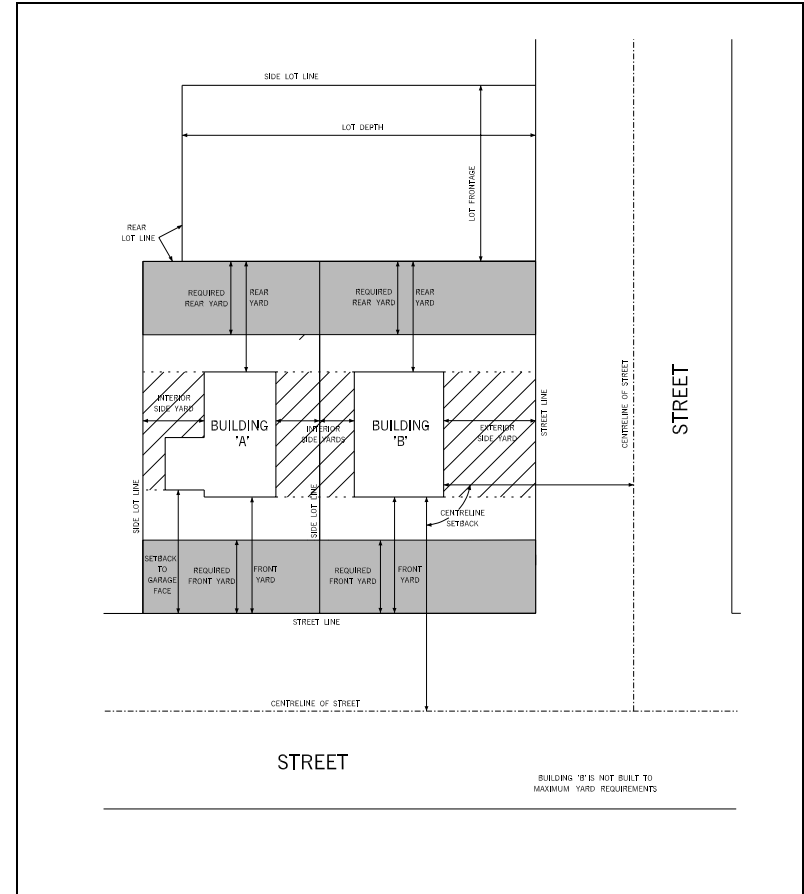 SIDE LOT LINE
LOT DEPTH
LOT FRONTAGE
REAR
LOT LINE
REQUIRED
REAR YARD
REAR
YARD
REQUIRED
REAR YARD
REAR
YARD
INTERIOR
SIDE YARD
BUILDING
'A'
INTERIOR
SIDE YARDS
BUILDING
'B'
EXTERIOR
SIDE YARD
STREET LINE
CENTRELINE OF STREET
STREET
SIDE LOT LINE
SIDE LOT LINE
CENTRELINE
SETBACK
SETBACK
TO
GARAGE
FACE
REQUIRED
FRONT YARD
FRONT
YARD
REQUIRED
FRONT YARD
FRONT
YARD
STREET LINE
CENTRELINE OF STREET
STREET
BUILDING 'B' IS NOT BUILT TO
MAXIMUM YARD REQUIREMENTS